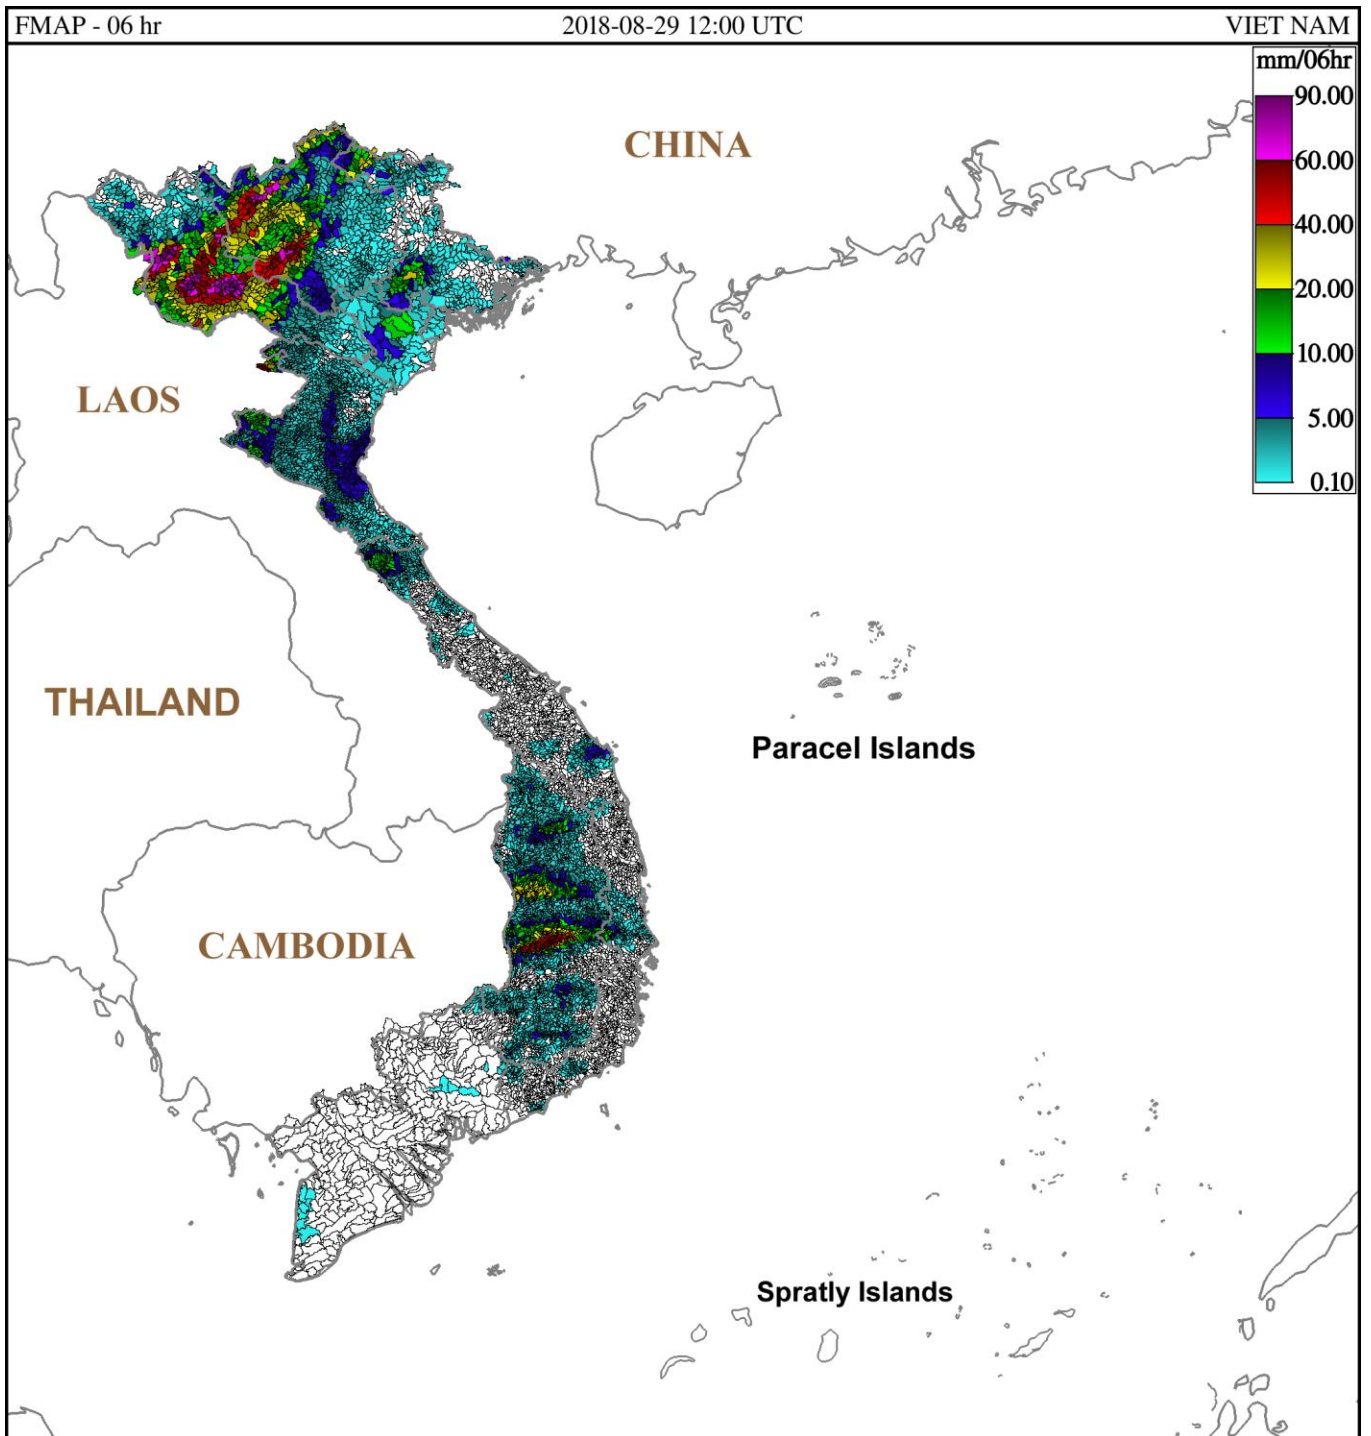 FMAP - 06 hr 2018-08-29 12:00 UTC VIET NAM
mm/06hr
90.00
60.00
40.00
20.00
10.00
5.00
0.10
CHINA
LAOS
THAILAND
Paracel Islands
CAMBODIA
Spratly Islands